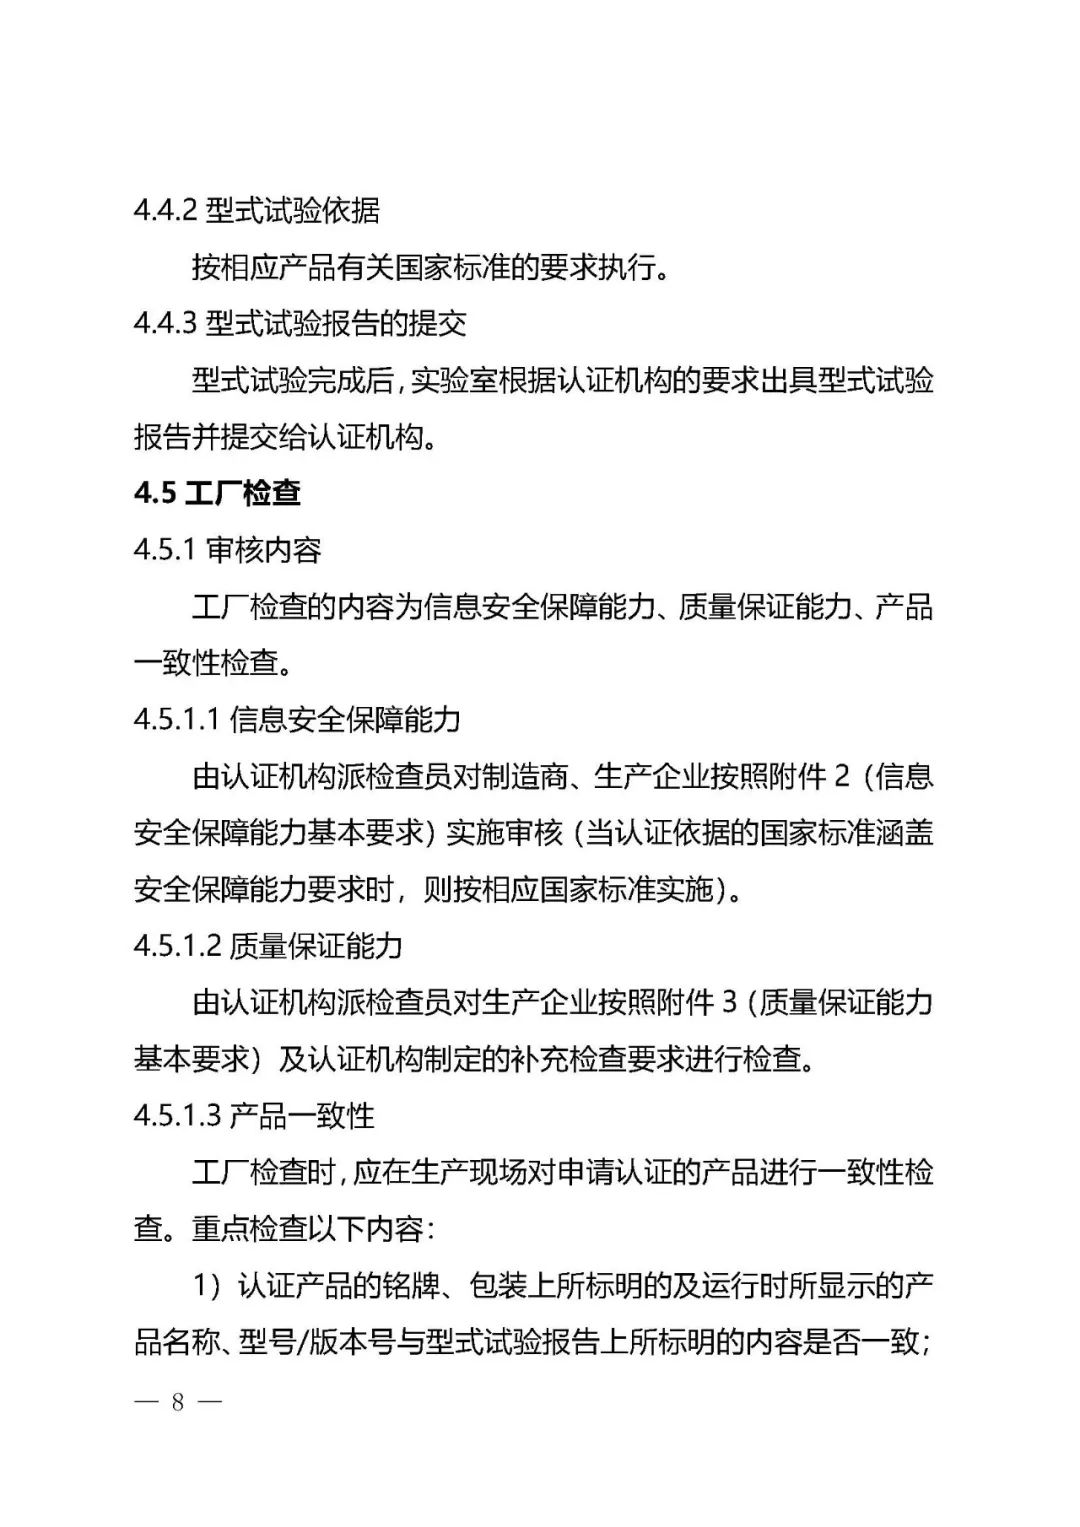 4.4.2 型式试验依据
按相应产品有关国家标准的要求执行。
4.4.3 型式试验报告的提交
型式试验完成后，实验室根据认证机构的要求出具型式试验
报告并提交给认证机构。
4.5 工厂检查
4.5.1 审核内容
工厂检查的内容为信息安全保障能力、质量保证能力、产品
一致性检查。
4.5.1.1 信息安全保障能力
由认证机构派检查员对制造商、生产企业按照附件 2（信息
安全保障能力基本要求）实施审核（当认证依据的国家标准涵盖
安全保障能力要求时，则按相应国家标准实施）。
4.5.1.2 质量保证能力
由认证机构派检查员对生产企业按照附件 3（质量保证能力
基本要求）及认证机构制定的补充检查要求进行检查。
4.5.1.3 产品一致性
工厂检查时，应在生产现场对申请认证的产品进行一致性检
查。重点检查以下内容：
1）认证产品的铭牌、包装上所标明的及运行时所显示的产
品名称、型号/版本号与型式试验报告上所标明的内容是否一致；
— 8 —